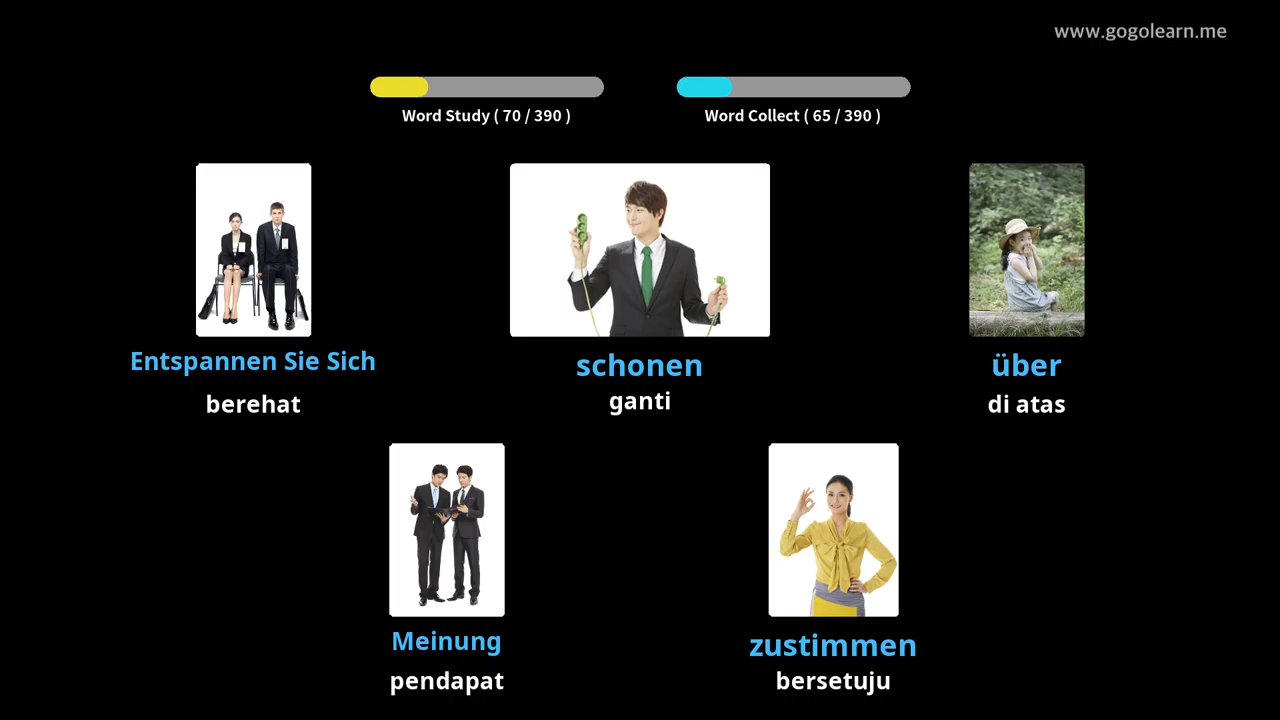 www.gogolearn.me
Word Study ( 70 / 390 )
Word Collect ( 65 / 390 )
Entspannen Sie Sich
berehat
schonen
ganti
über
di atas
Meinung
pendapat
zustimmen
bersetuju